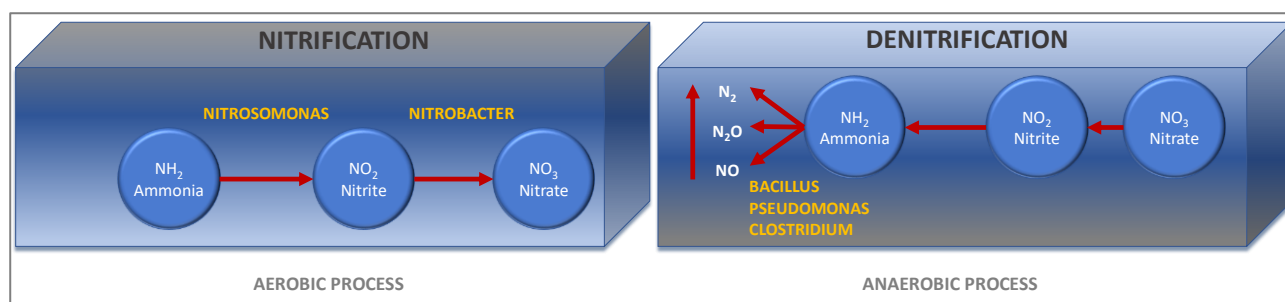 NITRIFICATION
NITROSOMONAS
NITROBACTER
NH₂
Ammonia
NO₂
Nitrite
NO₃
Nitrate
AEROBIC PROCESS
DENITRIFICATION
N₂
N₂O
NO
NH₂
Ammonia
NO₂
Nitrite
NO₃
Nitrate
BACILLUS
PSEUDOMONAS
CLOSTRIDIUM
ANAEROBIC PROCESS